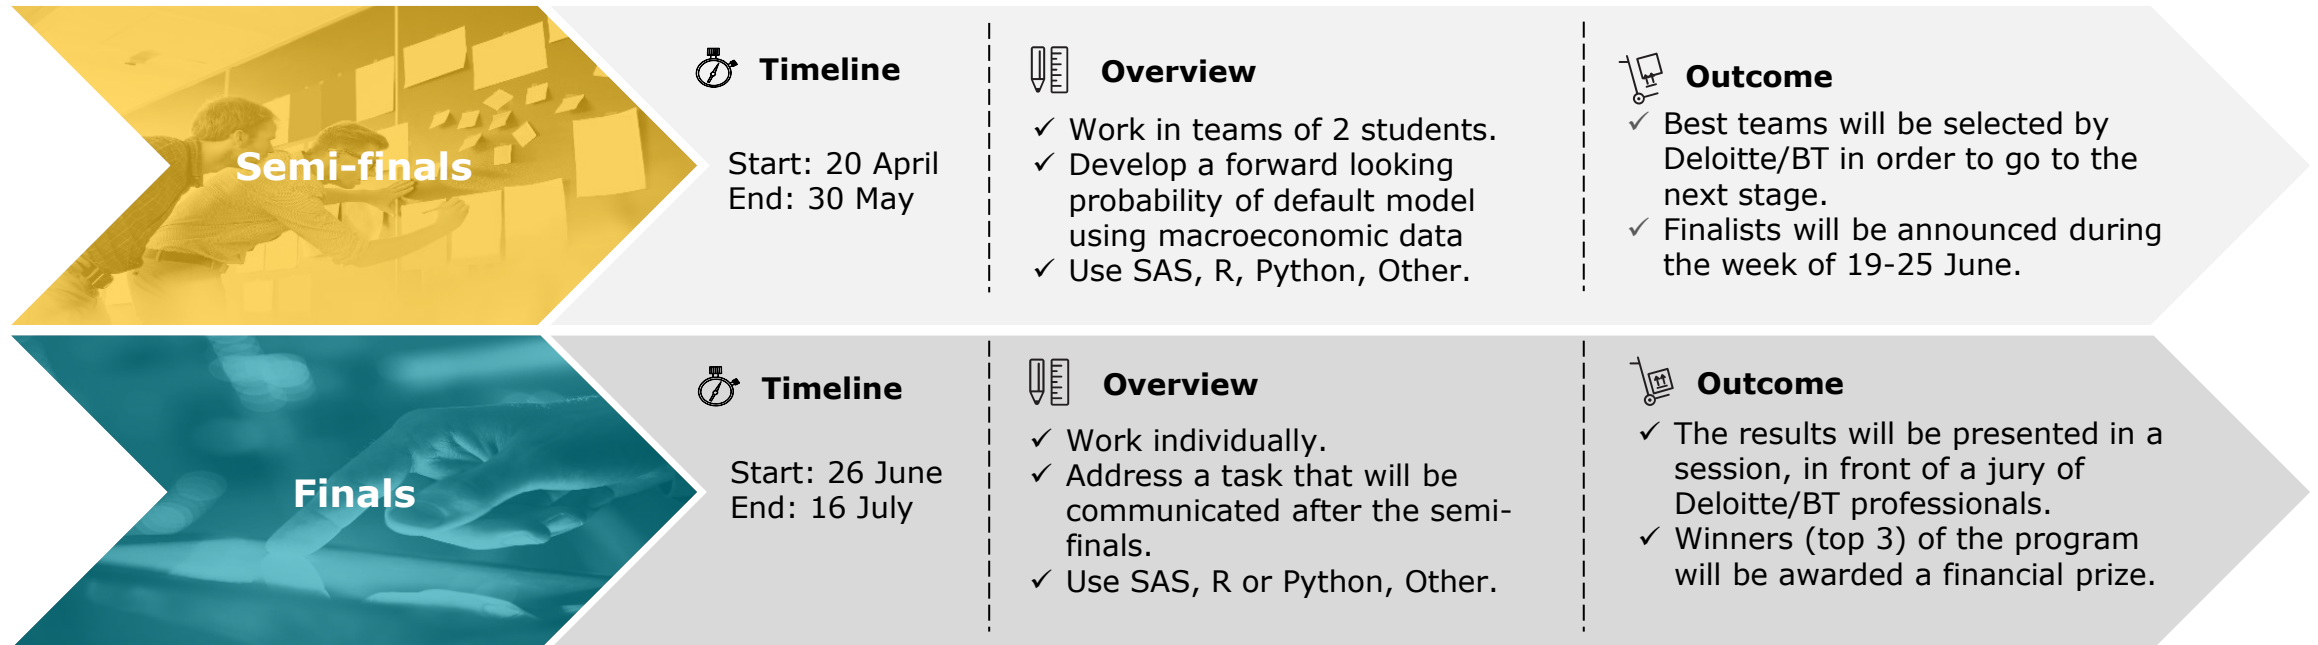 Semi-finals
Timeline
Start: 20 April
End: 30 May
Overview
✓ Work in teams of 2 students.
✓ Develop a forward looking
probability of default model
using macroeconomic data
✓ Use SAS, R, Python, Other.
Outcome
✓ Best teams will be selected by
Deloitte/BT in order to go to the
next stage.
✓ Finalists will be announced during
the week of 19-25 June.
Finals
Timeline
Start: 26 June
End: 16 July
Overview
✓ Work individually.
✓ Address a task that will be
communicated after the semi-
finals.
✓ Use SAS, R or Python, Other.
Outcome
✓ The results will be presented in a
session, in front of a jury of
Deloitte/BT professionals.
✓ Winners (top 3) of the program
will be awarded a financial prize.